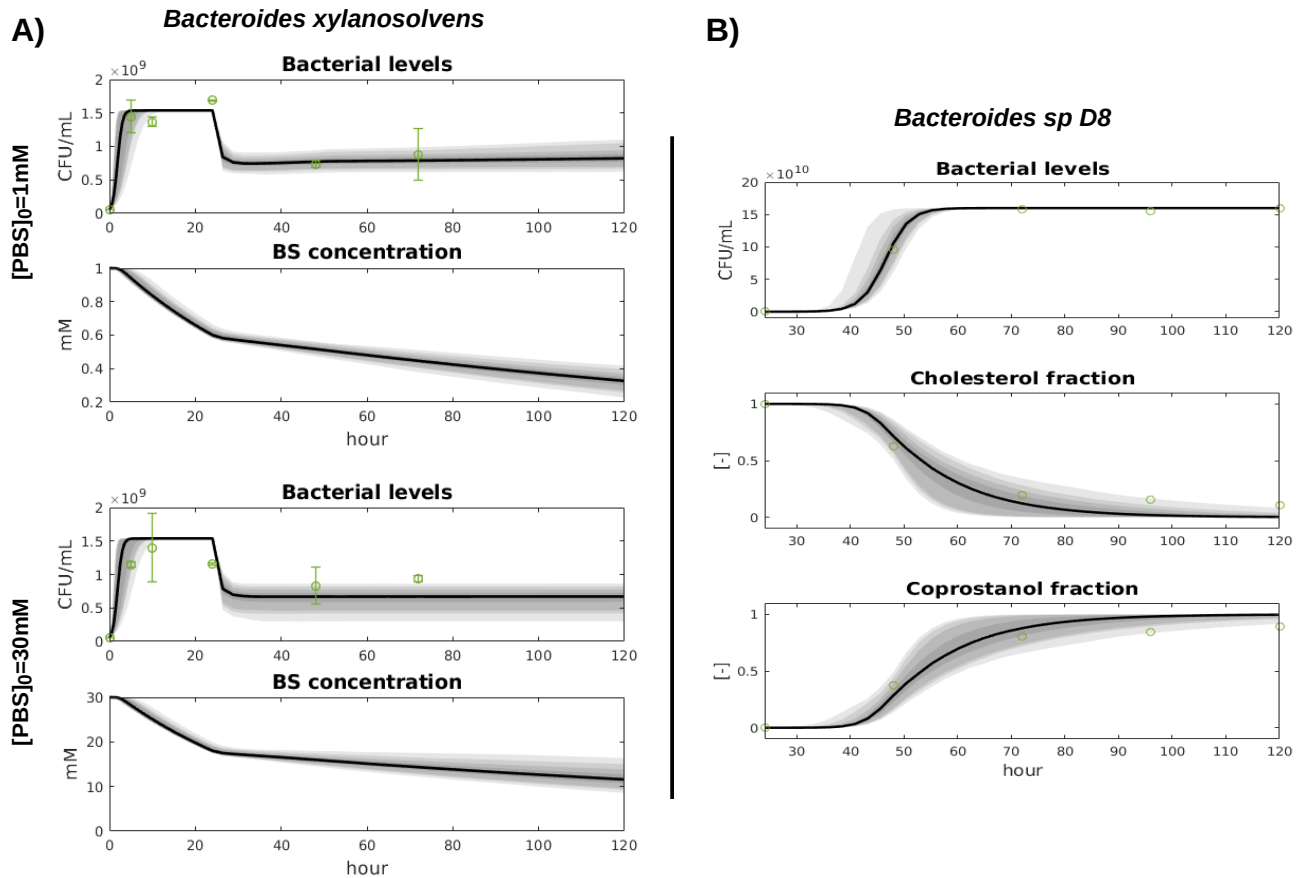 A)
Bacteroides xylanosolvens
[PBS]0=1mM
Bacterial levels
×10^9
CFU/mL
2
1.5
1
0.5
0
0 20 40 60 80 100 120
BS concentration
mM
1
0.8
0.6
0.4
0.2
0 20 40 60 80 100 120
hour
[PBS]0=30mM
Bacterial levels
×10^9
CFU/mL
2
1.5
1
0.5
0
0 20 40 60 80 100 120
BS concentration
mM
30
20
10
0
0 20 40 60 80 100 120
hour
B)
Bacteroides sp D8
Bacterial levels
×10^10
CFU/mL
20
15
10
5
0
30 40 50 60 70 80 90 100 110 120
Cholesterol fraction
[-]
1
0.5
0
30 40 50 60 70 80 90 100 110 120
Coprostanol fraction
[-]
1
0.5
0
30 40 50 60 70 80 90 100 110 120
hour